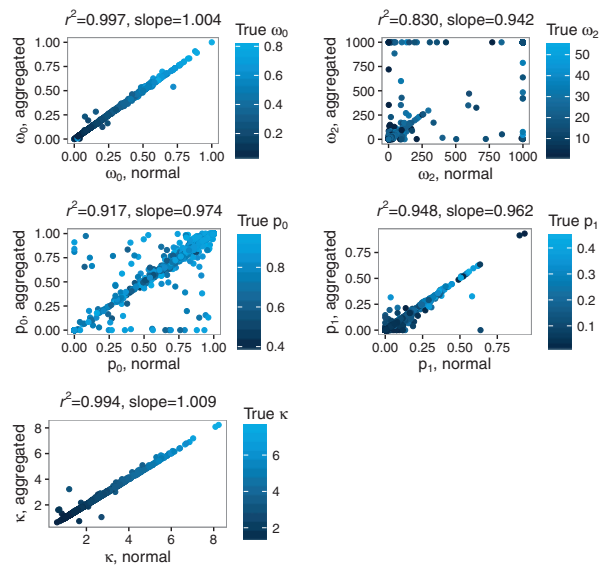 r²=0.997, slope=1.004
True ω₀
ω₀, aggregated
1.00
0.75
0.50
0.25
0.00
0.00 0.25 0.50 0.75 1.00
ω₀, normal
0.8
0.6
0.4
0.2
r²=0.830, slope=0.942
True ω₂
ω₂, aggregated
1000
750
500
250
0
0 250 500 750 1000
ω₂, normal
50
40
30
20
10
r²=0.917, slope=0.974
True p₀
p₀, aggregated
1.00
0.75
0.50
0.25
0.00
0.00 0.25 0.50 0.75 1.00
p₀, normal
0.8
0.6
0.4
r²=0.948, slope=0.962
True p₁
p₁, aggregated
0.75
0.50
0.25
0.00
0.00 0.25 0.50 0.75
p₁, normal
0.4
0.3
0.2
0.1
r²=0.994, slope=1.009
True κ
κ, aggregated
8
6
4
2
2 4 6 8
κ, normal
6
4
2